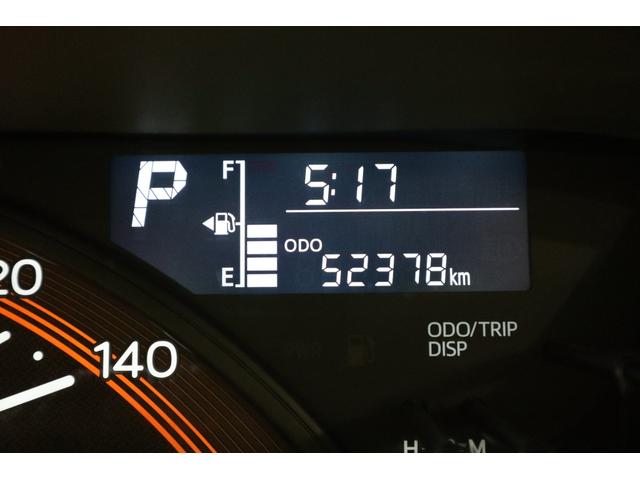 P
F
5:17
E
ODO
52378km
20
140
ODO/TRIP
DISP
H
M